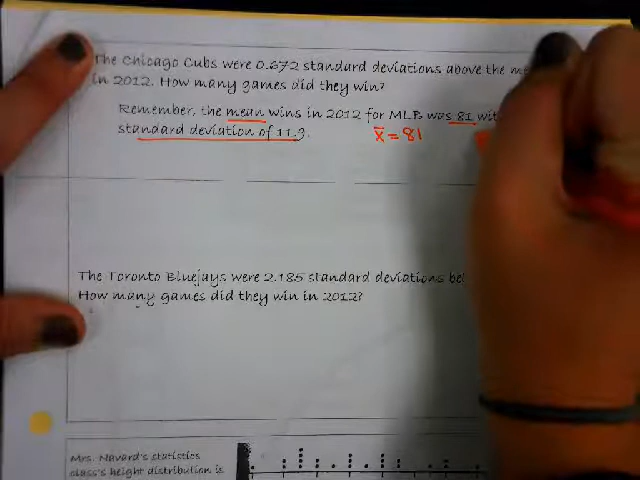 The Chicago Cubs were 0.672 standard deviations above the
in 2012. How many games did they win?
Remember, the mean wins in 2012 for MLB was 81
standard deviation of 11.9.
x̄ = 81
The Toronto Bluejays were 2.185 standard deviations
How many games did they win in 2012?
Mrs. Navard's statistics
class's height distribution is